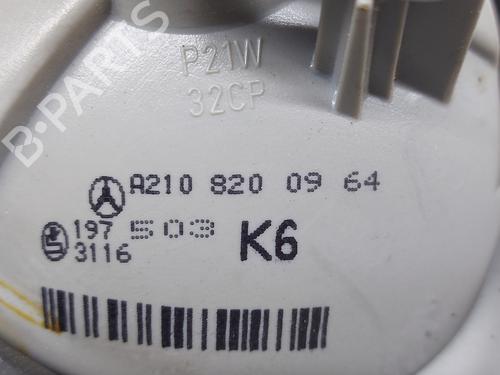 P21W
32CP
A210 820 09 64
197 503 K6
3116
B-PARTS